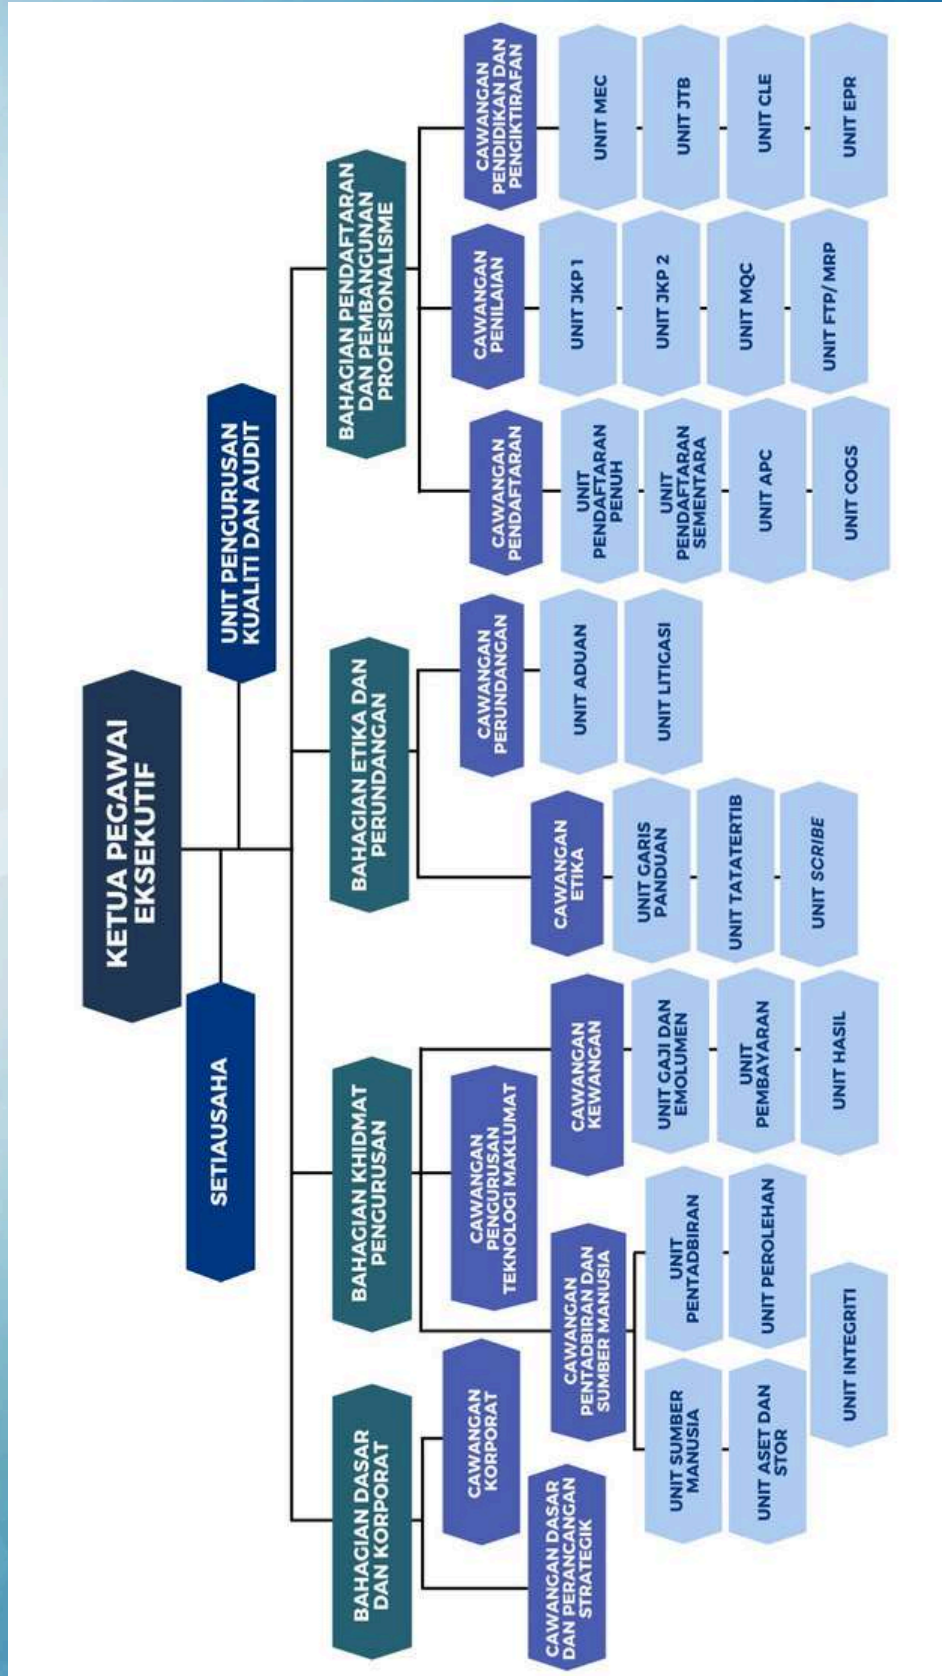 KETUA PEGAWAI
EKSEKUTIF
SETIAUSAHA
UNIT PENGURUSAN
KUALITI DAN AUDIT
BAHAGIAN DASAR
DAN KORPORAT
CAWANGAN DASAR
DAN PERANCANGAN
STRATEGIK
CAWANGAN
KORPORAT
BAHAGIAN KHIDMAT
PENGURUSAN
CAWANGAN
PENTADBIRAN DAN
SUMBER MANUSIA
UNIT SUMBER
MANUSIA
UNIT ASET DAN
STOR
UNIT
PENTADBIRAN
UNIT PEROLEHAN
UNIT INTEGRITI
CAWANGAN
PENGURUSAN
TEKNOLOGI MAKLUMAT
CAWANGAN
KEWANGAN
UNIT GAJI DAN
EMOLUMEN
UNIT
PEMBAYARAN
UNIT HASIL
BAHAGIAN ETIKA DAN
PERUNDANGAN
CAWANGAN
ETIKA
UNIT GARIS
PANDUAN
UNIT TATATERTIB
UNIT SCRIBE
CAWANGAN
PERUNDANGAN
UNIT ADUAN
UNIT LITIGASI
BAHAGIAN PENDAFTARAN
DAN PEMBANGUNAN
PROFESIONALISME
CAWANGAN
PENDAFTARAN
UNIT
PENDAFTARAN
PENUH
UNIT
PENDAFTARAN
SEMENTARA
UNIT APC
UNIT COGS
CAWANGAN
PENILAIAN
UNIT JKP 1
UNIT JKP 2
UNIT MQC
UNIT FTP/ MRP
CAWANGAN
PENDIDIKAN DAN
PENGIKTIRAFAN
UNIT MEC
UNIT JTB
UNIT CLE
UNIT EPR